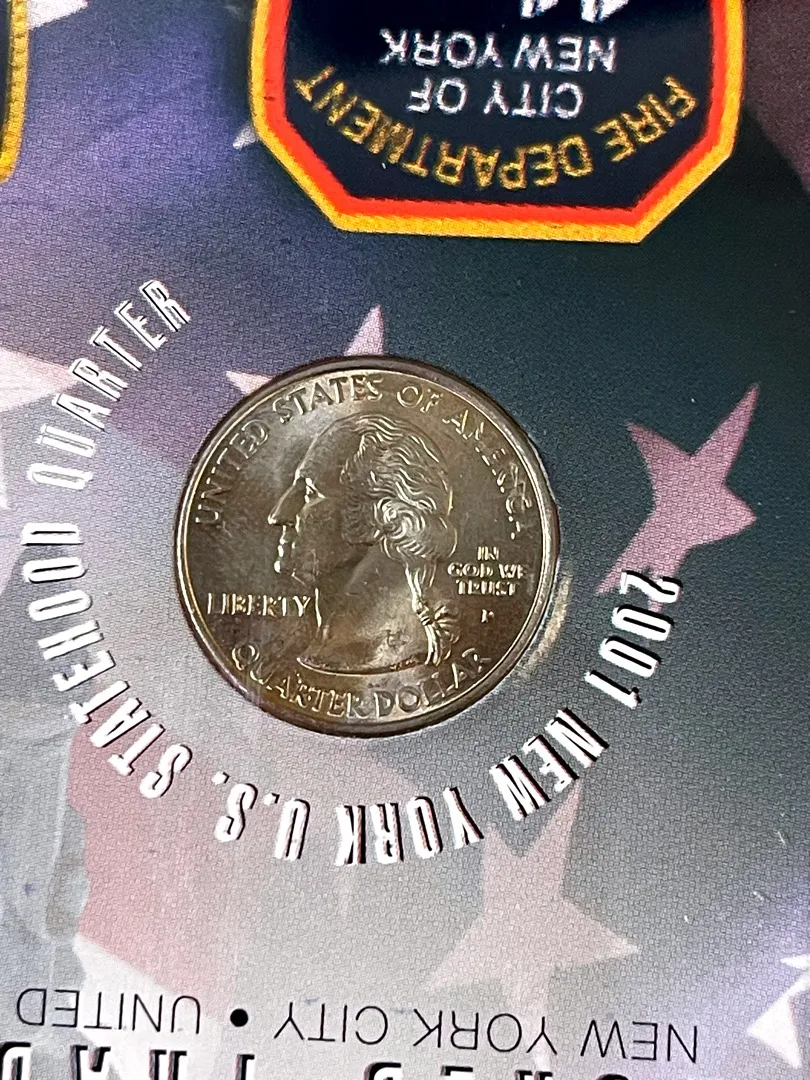 FIRE DEPARTMENT
CITY OF
NEW YORK
2001 NEW YORK U.S. STATEHOOD QUARTER
UNITED STATES OF AMERICA
LIBERTY
IN
GOD WE
TRUST
P
QUARTER DOLLAR
NEW YORK CITY • UNITED